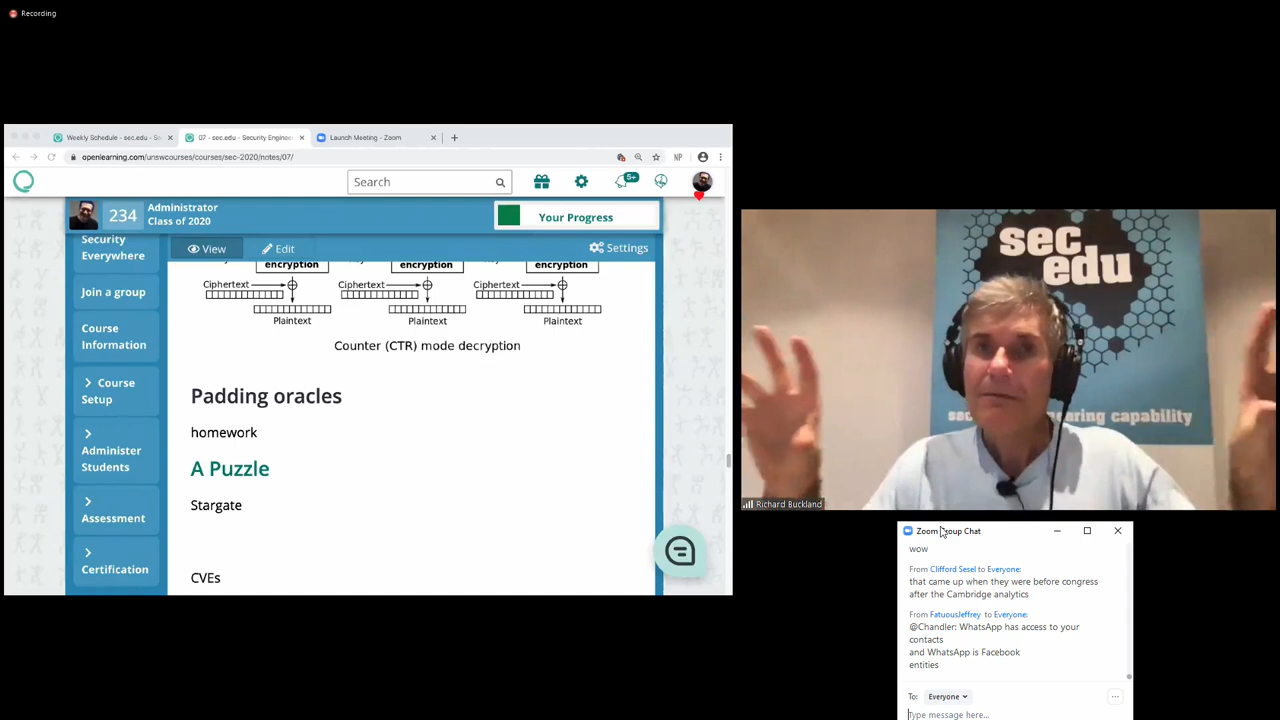 Recording
Weekly Schedule - sec.edu - Se
07 - sec.edu - Security Enginee
Launch Meeting - Zoom
openlearning.com/unswcourses/courses/sec-2020/notes/07/
NP
Search
5+
234
Administrator
Class of 2020
Your Progress
View
Edit
Settings
Security
Everywhere
Join a group
Course
Information
Course
Setup
Administer
Students
Assessment
Certification
encryption
encryption
encryption
Ciphertext
Ciphertext
Ciphertext
Plaintext
Plaintext
Plaintext
Counter (CTR) mode decryption
Padding oracles
homework
A Puzzle
Stargate
CVEs
sec
edu
sec
ering capability
Richard Buckland
Zoom Group Chat
wow
From Clifford Sesel to Everyone:
that came up when they were before congress
after the Cambridge analytics
From FatuousJeffrey to Everyone:
@Chandler: WhatsApp has access to your
contacts
and WhatsApp is Facebook
entities
To: Everyone
Type message here...